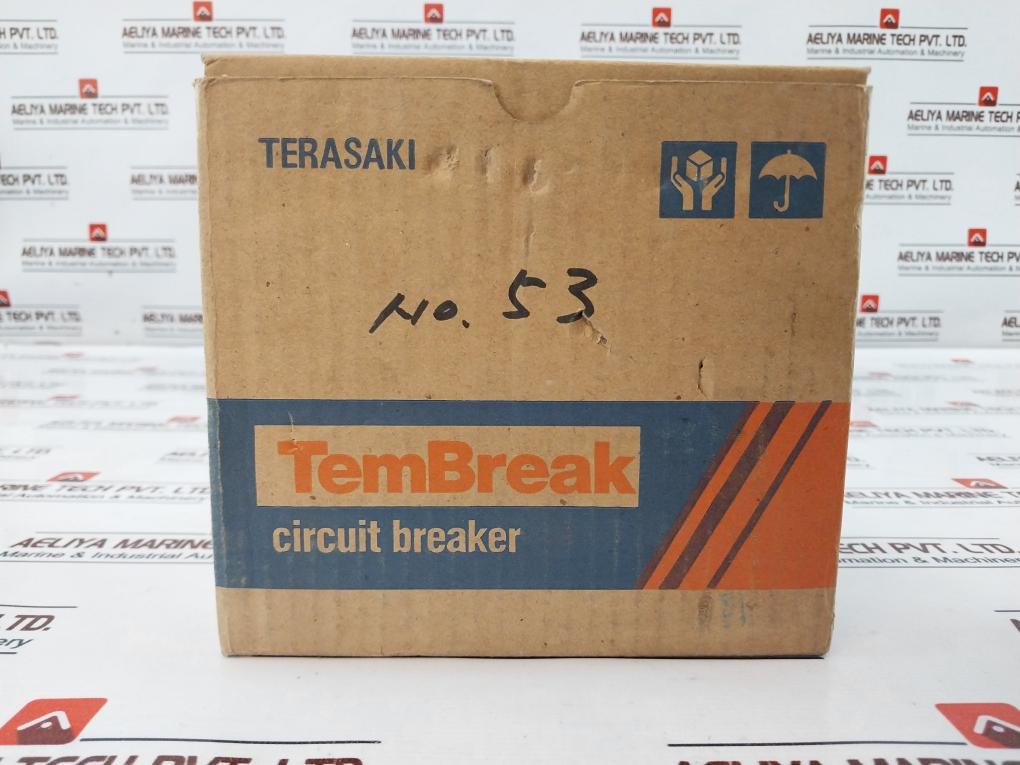 AELIYA MARINE TECH PVT. LTD.
Marine & Industrial Automation & Machinery
TERASAKI
No. 53
TemBreak
circuit breaker